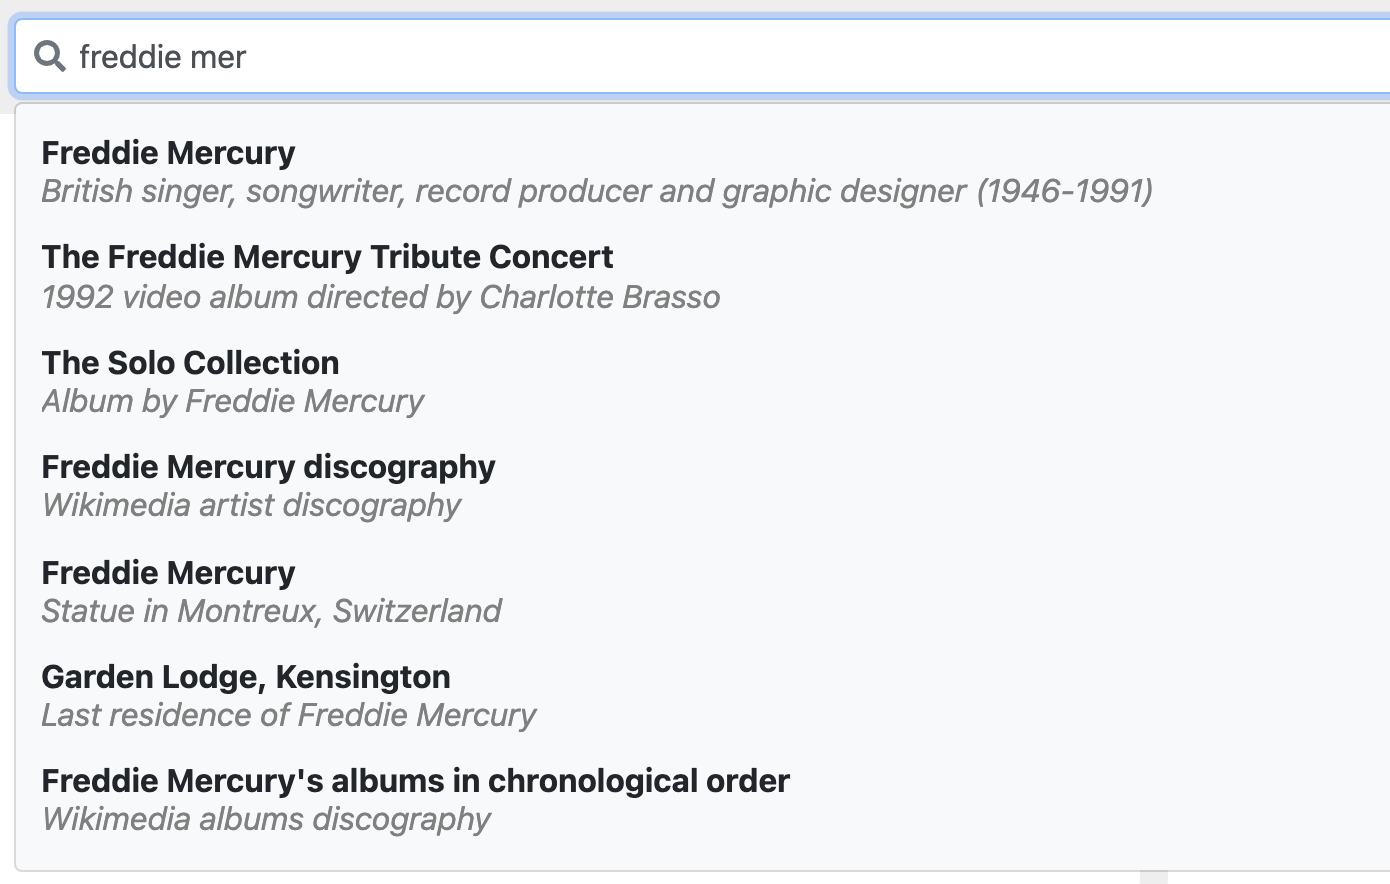 freddie mer
Freddie Mercury
British singer, songwriter, record producer and graphic designer (1946-1991)
The Freddie Mercury Tribute Concert
1992 video album directed by Charlotte Brasso
The Solo Collection
Album by Freddie Mercury
Freddie Mercury discography
Wikimedia artist discography
Freddie Mercury
Statue in Montreux, Switzerland
Garden Lodge, Kensington
Last residence of Freddie Mercury
Freddie Mercury's albums in chronological order
Wikimedia albums discography